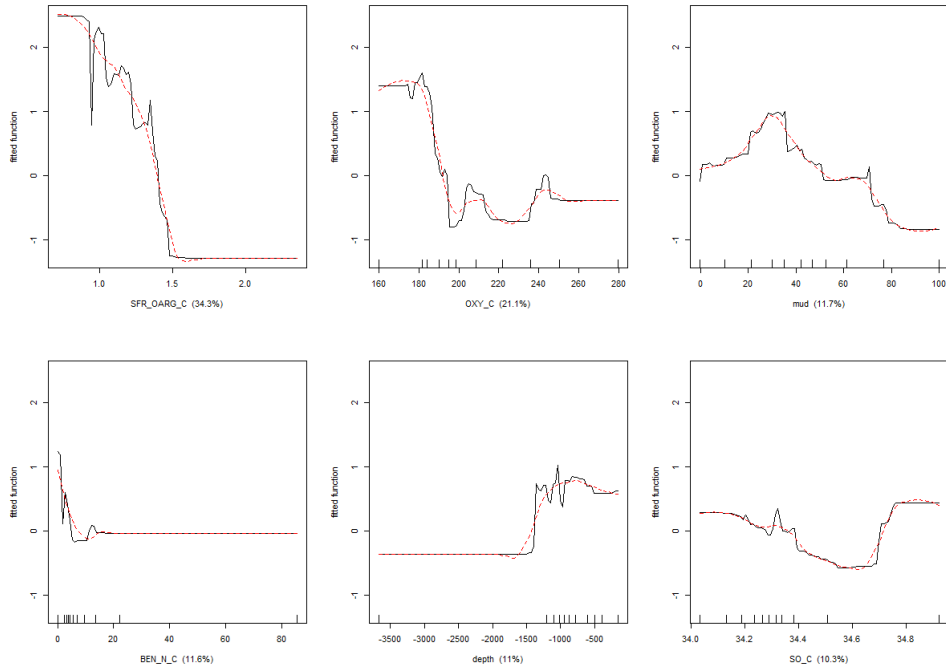 2
1
0
-1
fitted function
1.0 1.5 2.0
SFR_OARG_C (34.3%)
2
1
0
-1
fitted function
160 180 200 220 240 260 280
OXY_C (21.1%)
2
1
0
-1
fitted function
0 20 40 60 80 100
mud (11.7%)
2
1
0
-1
fitted function
0 20 40 60 80
BEN_N_C (11.6%)
2
1
0
-1
fitted function
-3500 -2500 -1500 -1000 -500
depth (11%)
2
1
0
-1
fitted function
34.0 34.2 34.4 34.6 34.8
SO_C (10.3%)